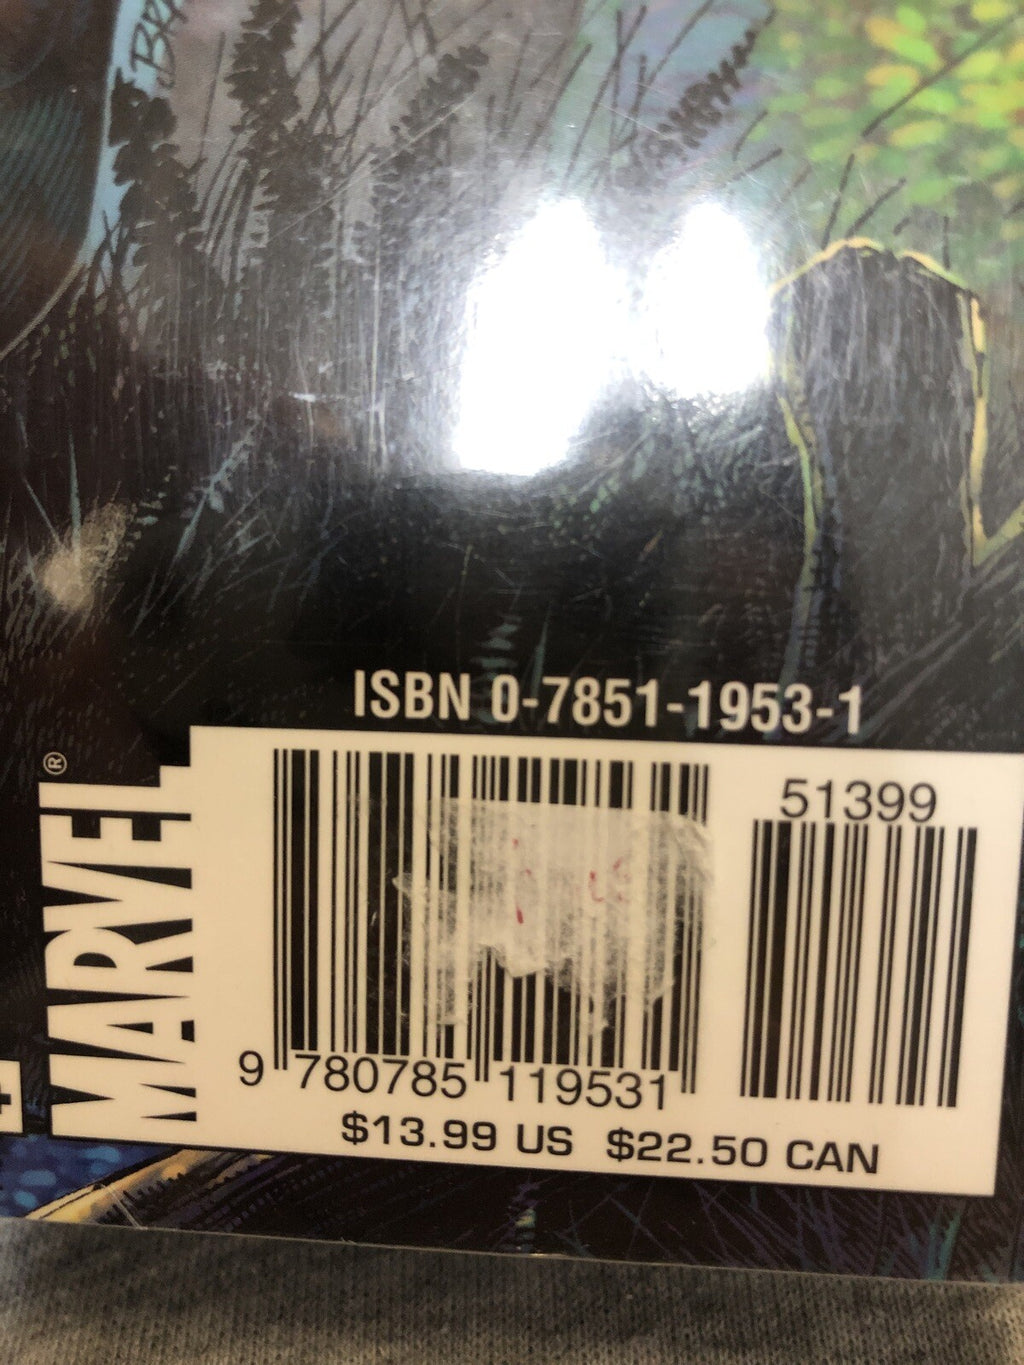 ISBN 0-7851-1953-1
MARVEL®
51399
9 780785 119531
$13.99 US $22.50 CAN